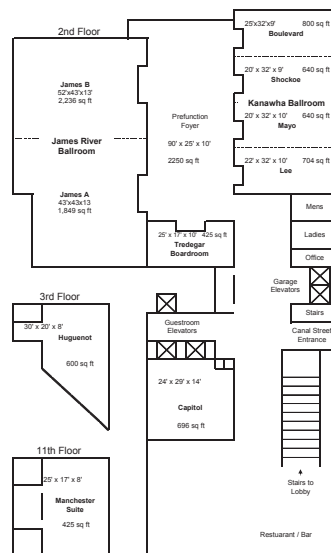 2nd Floor
James B
52'x43'x13'
2,236 sq ft
James River
Ballroom
James A
43'x43'x13
1,849 sq ft
Prefunction
Foyer
90' x 25' x 10'
2250 sq ft
25' x 17' x 10' 425 sq ft
Tredegar
Boardroom
25'x32'x9' 800 sq ft
Boulevard
20' x 32' x 9' 640 sq ft
Shockoe
Kanawha Ballroom
20' x 32' x 10' 640 sq ft
Mayo
22' x 32' x 10' 704 sq ft
Lee
Mens
Ladies
Office
Garage
Elevators
Stairs
Canal Street
Entrance
Stairs to
Lobby
Restuarant / Bar
3rd Floor
30' x 20' x 8'
Huguenot
600 sq ft
Guestroom
Elevators
24' x 29' x 14'
Capitol
696 sq ft
11th Floor
25' x 17' x 8'
Manchester
Suite
425 sq ft